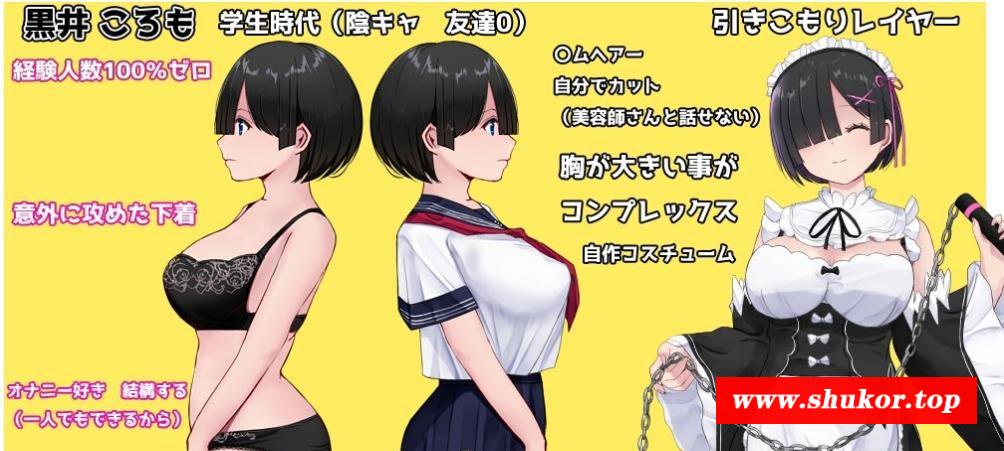 黒井 ころも 学生時代（陰キャ 友達0） 引きこもりレイヤー
経験人数100%ゼロ
〇ムヘアー
自分でカット
（美容師さんと話せない）
胸が大きい事が
コンプレックス
意外に攻めた下着
自作コスチューム
オナニー好き 結構する
（一人でもできるから）
www.shukor.top